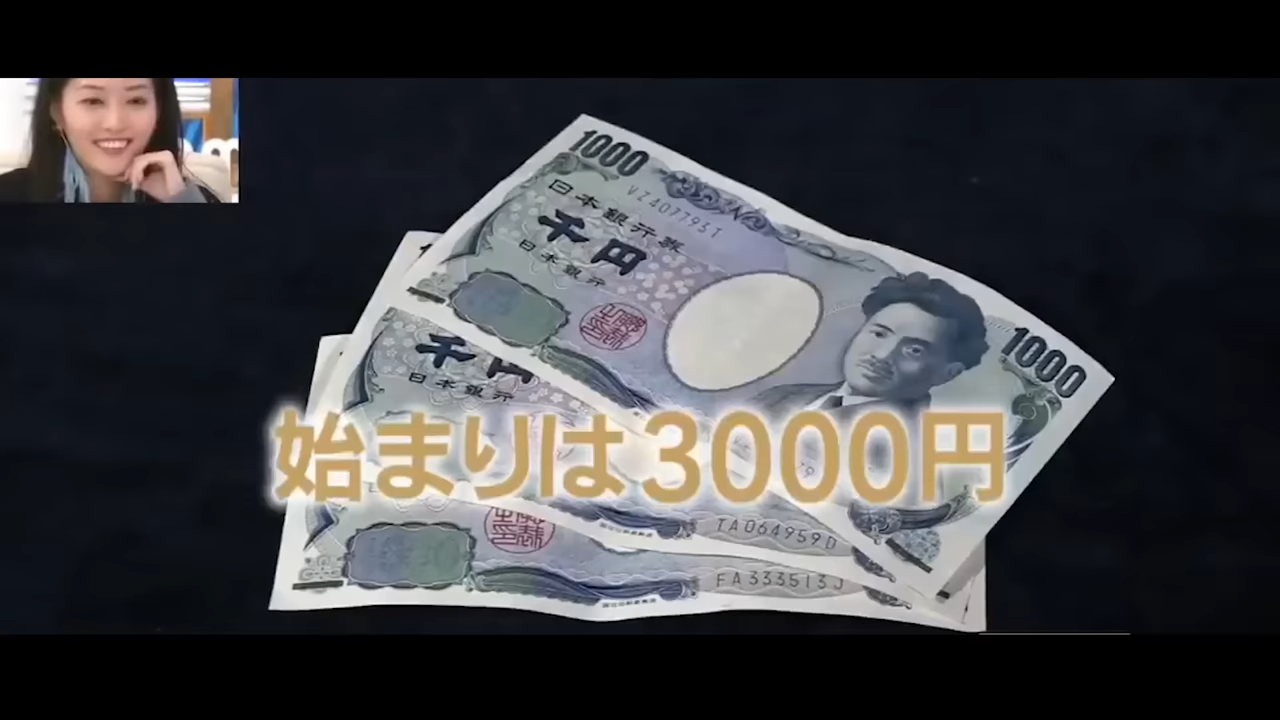 1000
日本銀行券
VZ407793T
千円
日本銀行
1000
千円
日本銀行
始まりは3000円
TA064959D
FA333513J